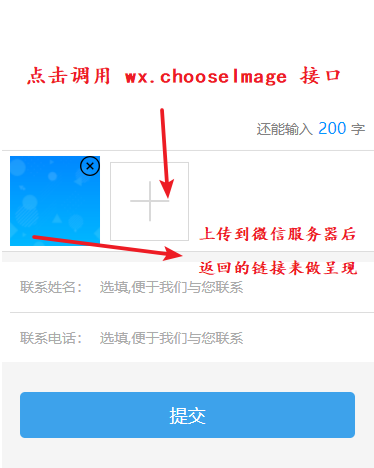 点击调用 wx.chooseImage 接口
还能输入 200 字
上传到微信服务器后
返回的链接来做呈现
联系姓名： 选填,便于我们与您联系
联系电话： 选填,便于我们与您联系
提交